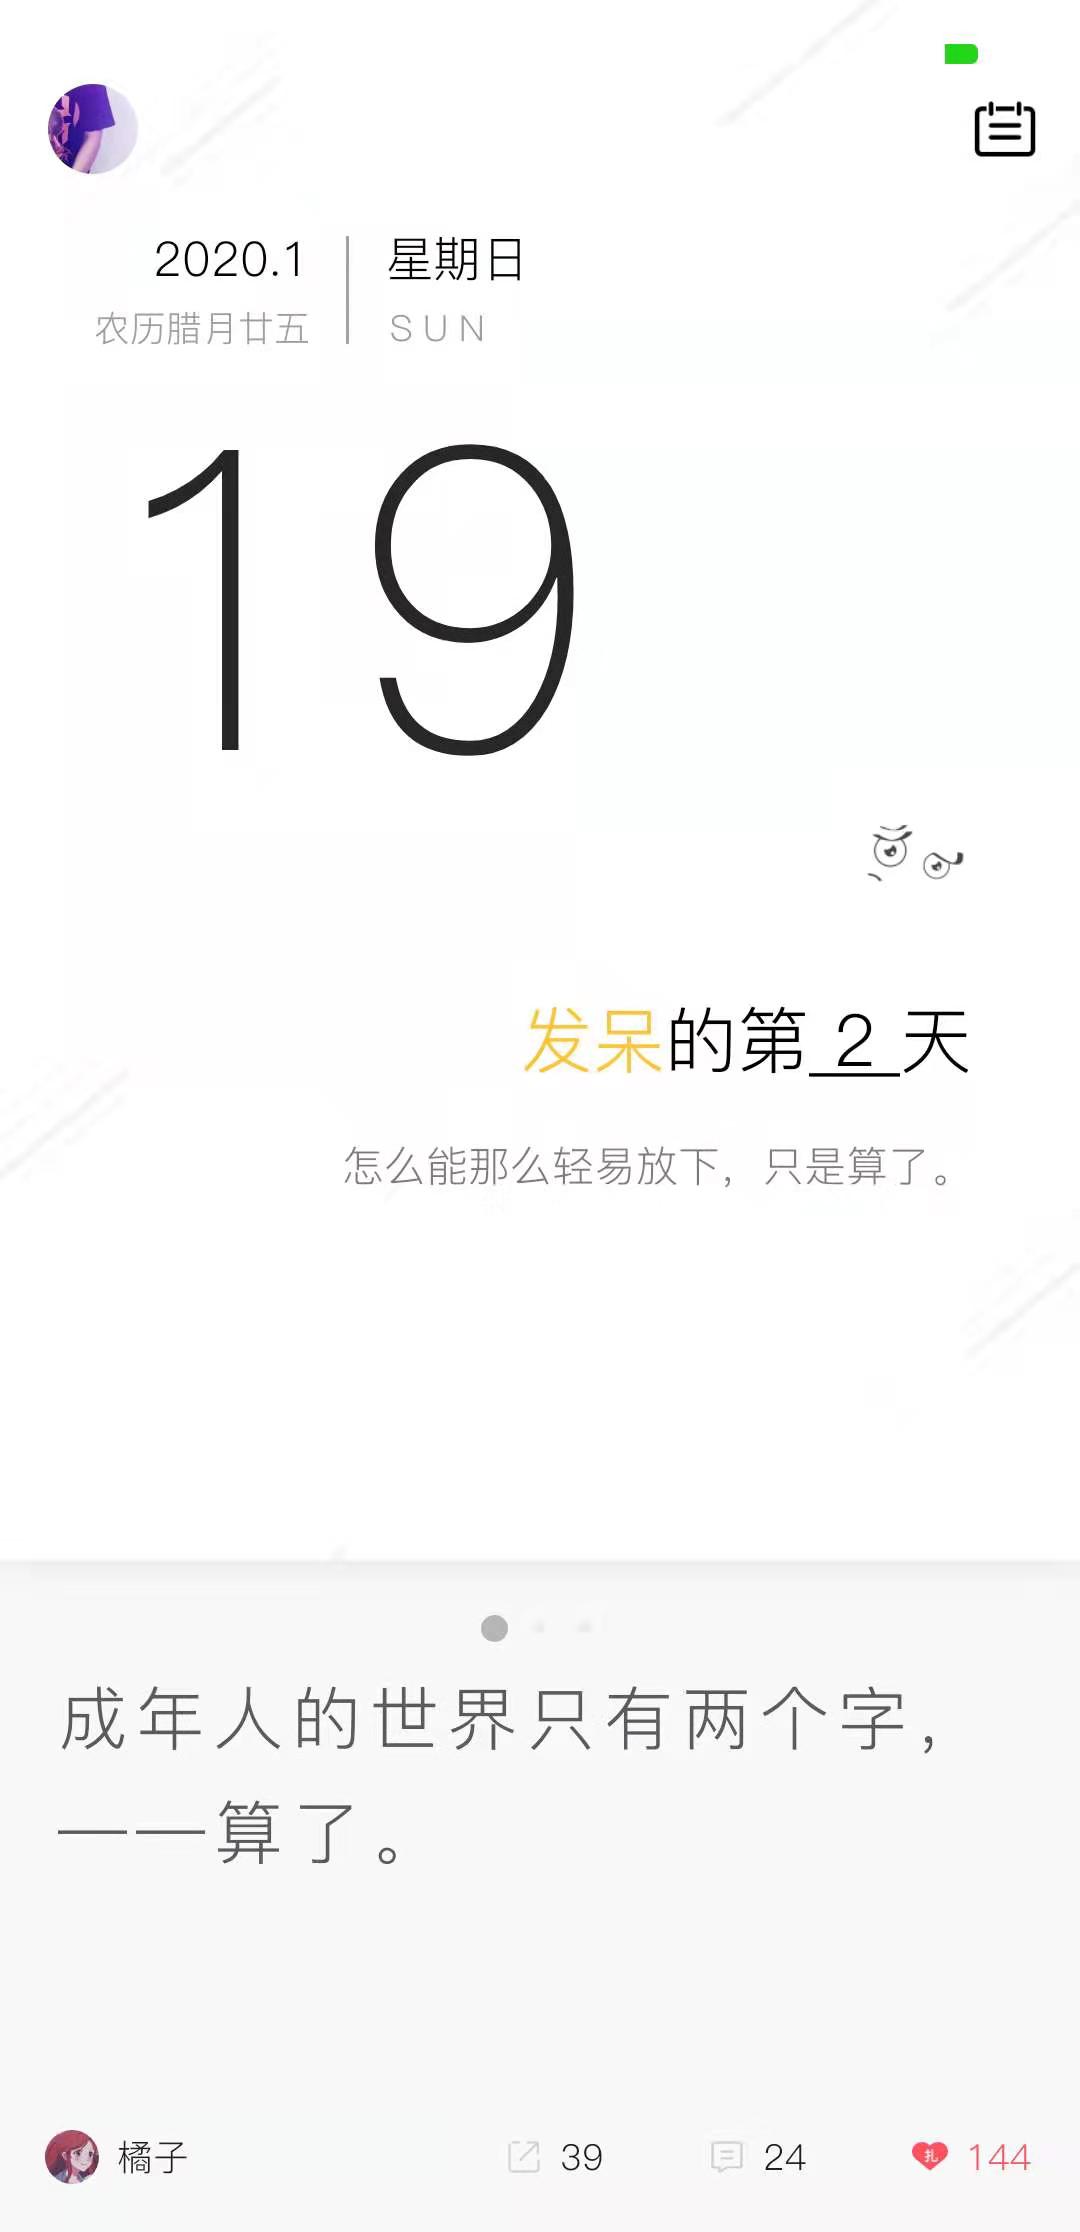 2020.1
星期日
农历腊月廿五
SUN
19
发呆的第 2 天
怎么能那么轻易放下，只是算了。
成年人的世界只有两个字，
——算了。
橘子
39
24
扎
144